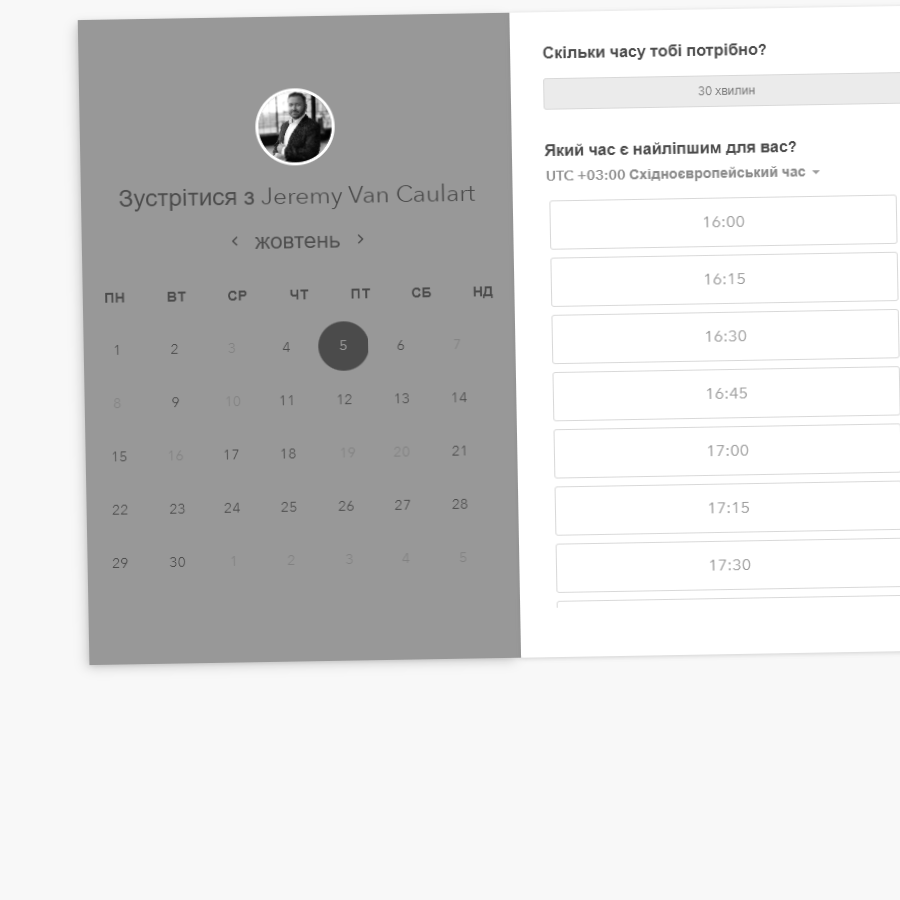 Зустрітися з Jeremy Van Caulart
жовтень
ПН ВТ СР ЧТ ПТ СБ НД
1 2 3 4 5 6 7
8 9 10 11 12 13 14
15 16 17 18 19 20 21
22 23 24 25 26 27 28
29 30 1 2 3 4 5
Скільки часу тобі потрібно?
30 хвилин
Який час є найліпшим для вас?
UTC +03:00 Східноєвропейський час
16:00
16:15
16:30
16:45
17:00
17:15
17:30